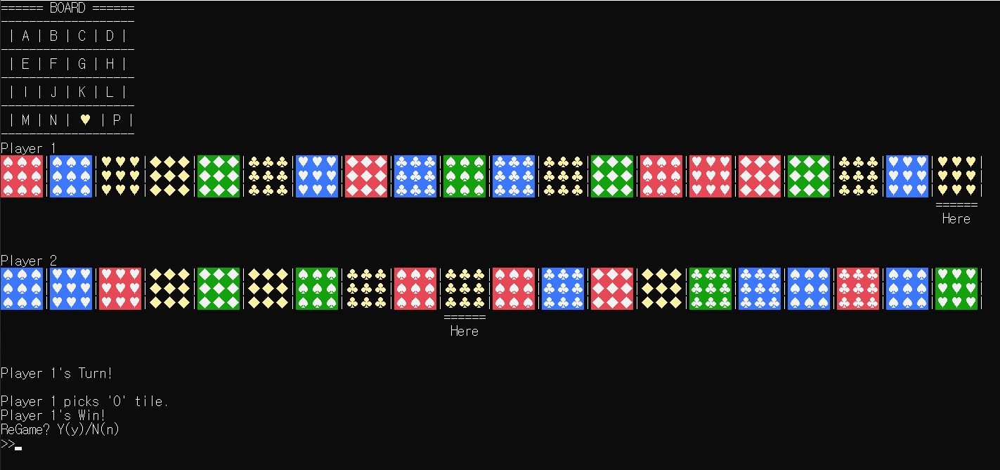 ====== BOARD ======
-------------------
| A | B | C | D |
-------------------
| E | F | G | H |
-------------------
| I | J | K | L |
-------------------
| M | N | ♥ | P |
-------------------
Player 1
======
Here
Player 2
======
Here
Player 1's Turn!
Player 1 picks 'O' tile.
Player 1's Win!
ReGame? Y(y)/N(n)
>>